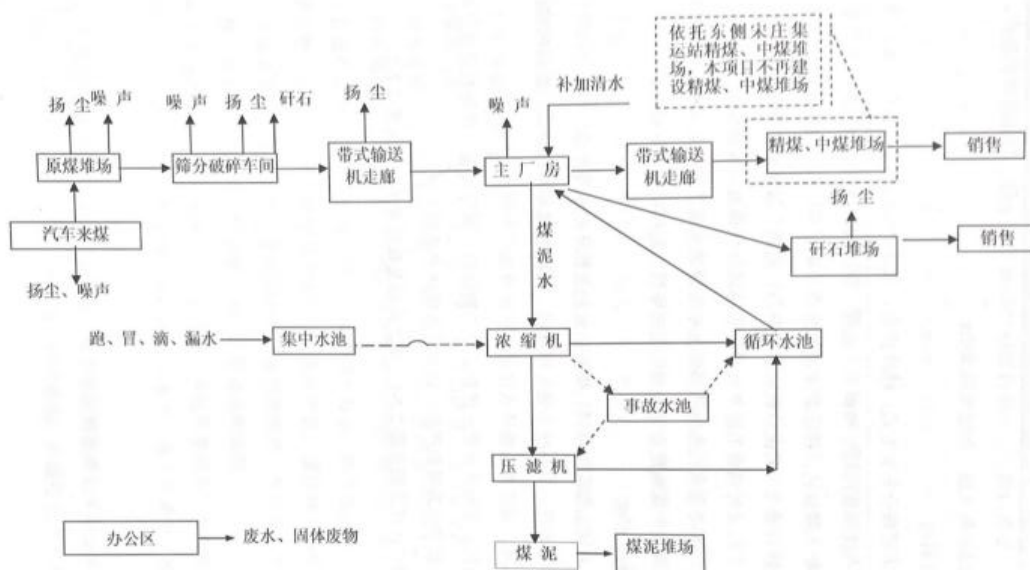 依托东侧宋庄集
运站精煤、中煤堆
场,本项目不再建
设精煤、中煤堆场
补加清水
扬尘
噪声
噪声
扬尘
矸石
扬尘
噪声
原煤堆场
筛分破碎车间
带式输送
机走廊
主厂房
带式输送
机走廊
精煤、中煤堆场
销售
扬尘
汽车来煤
煤泥水
矸石堆场
销售
扬尘、噪声
跑、冒、滴、漏水
集中水池
浓缩机
循环水池
事故水池
压滤机
办公区
废水、固体废物
煤泥
煤泥堆场